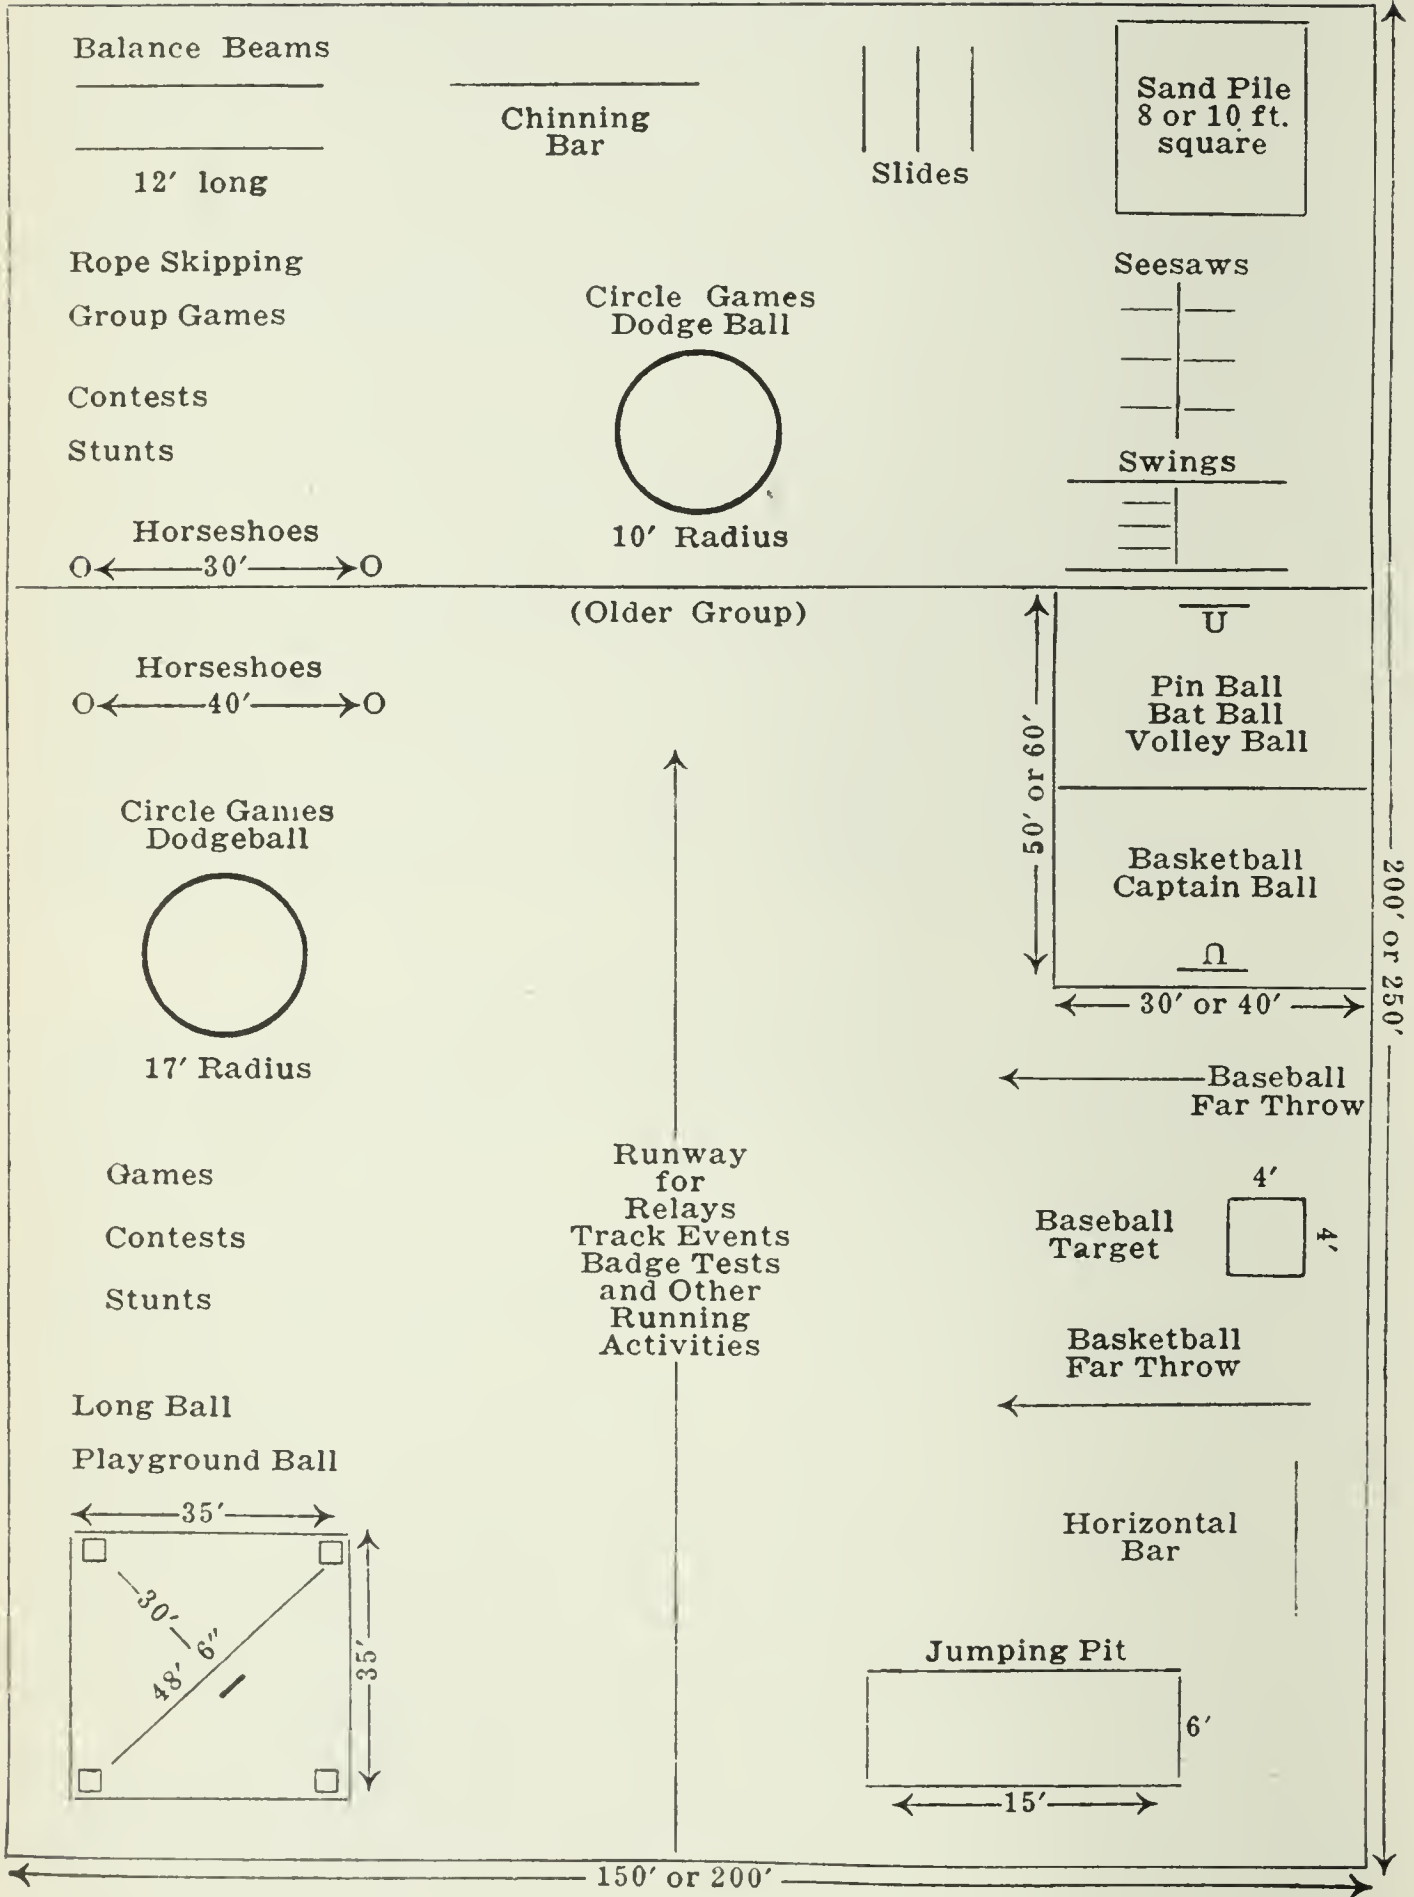 Balance Beams
12′ long
Chinning
Bar
Slides
Sand Pile
8 or 10 ft.
square
Rope Skipping
Group Games
Contests
Stunts
Circle Games
Dodge Ball
10′ Radius
Seesaws
Swings
Horseshoes
O 30′ O
(Older Group)
Horseshoes
O 40′ O
50′ or 60′
Pin Ball
Bat Ball
Volley Ball
Basketball
Captain Ball
30′ or 40′
200′ or 250′
Circle Games
Dodgeball
17′ Radius
Baseball
Far Throw
Games
Contests
Stunts
Runway
for
Relays
Track Events
Badge Tests
and Other
Running
Activities
4′
Baseball
Target
4′
Basketball
Far Throw
Long Ball
Playground Ball
35′
30′
48′ 6″
35′
Horizontal
Bar
Jumping Pit
6′
15′
150′ or 200′